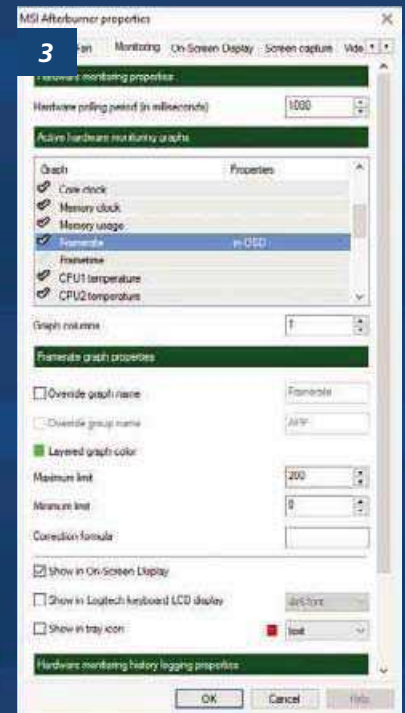 MSI Afterburner properties
3
Fan Monitoring On-Screen Display Screen capture Vide
Hardware monitoring properties
Hardware polling period (in milliseconds) 1000
Active hardware monitoring graphs
Graph Properties
Core clock
Memory clock
Memory usage
Framerate in OSD
Frametime
CPU1 temperature
CPU2 temperature
Graph columns 1
Framerate graph properties
Override graph name Framerate
Override group name
Layered graph color
Maximum limit 200
Minimum limit 0
Correction formula
Show in On-Screen Display
Show in Logitech keyboard LCD display
Show in tray icon text
Hardware monitoring history logging properties
OK Cancel Help